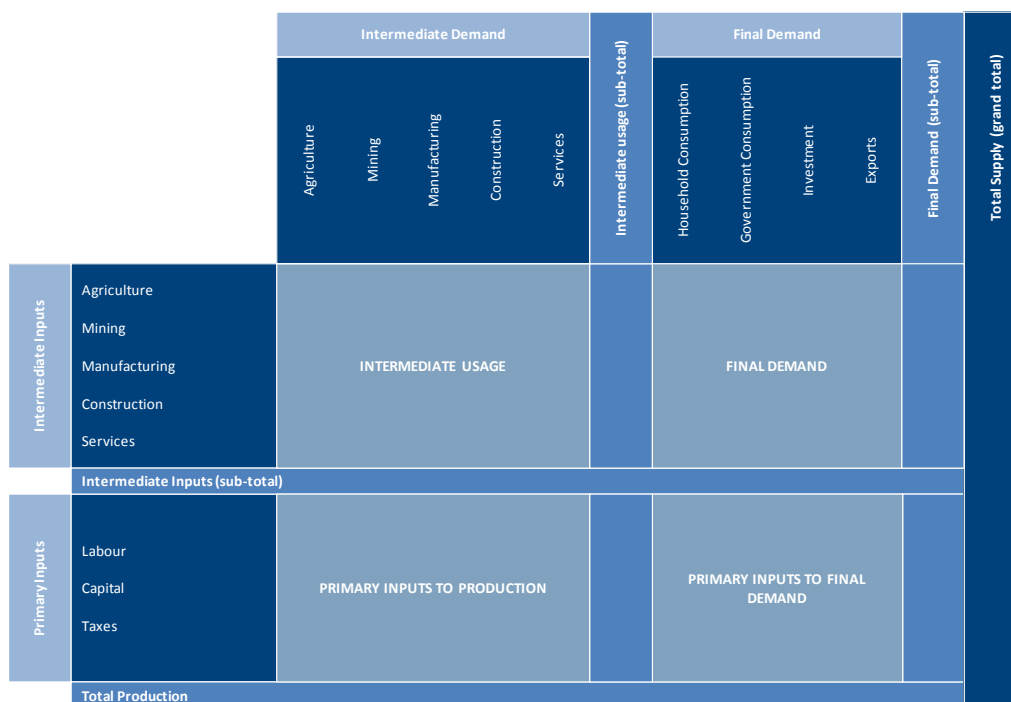 Intermediate Demand
Intermediate usage (sub-total)
Final Demand
Final Demand (sub-total)
Total Supply (grand total)
Agriculture
Mining
Manufacturing
Construction
Services
Household Consumption
Government Consumption
Investment
Exports
Intermediate Inputs
Agriculture
Mining
Manufacturing
Construction
Services
INTERMEDIATE USAGE
FINAL DEMAND
Intermediate Inputs (sub-total)
Primary Inputs
Labour
Capital
Taxes
PRIMARY INPUTS TO PRODUCTION
PRIMARY INPUTS TO FINAL
DEMAND
Total Production